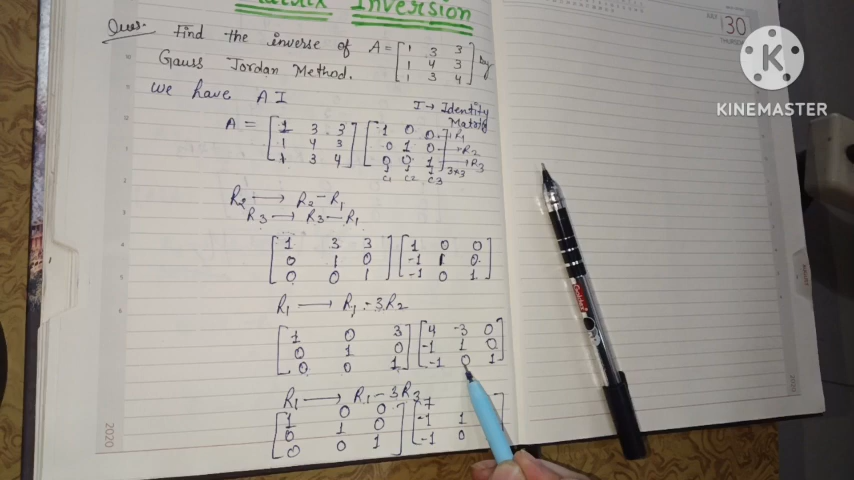 Matrix Inversion
Ques. Find the inverse of A = [1 3 3
1 4 3
1 3 4] by
Gauss Jordan Method.
we have A I
I → Identity Matrix
A = [1 3 3] [1 0 0] → R1
[1 4 3] [0 1 0] → R2
[1 3 4] [0 0 1] → R3
C1 C2 C3 3×3
R2 → R2 - R1
R3 → R3 - R1
[1 3 3] [1 0 0]
[0 1 0] [-1 1 0]
[0 0 1] [-1 0 1]
R1 → R1 - 3R2
[1 0 3] [4 -3 0]
[0 1 0] [-1 1 0]
[0 0 1] [-1 0 1]
R1 → R1 - 3R3
[1 0 0] [7
[0 1 0] [-1 1
[0 0 1] [-1 0
2020
JULY 30
THURSDAY
KINEMASTER
2020